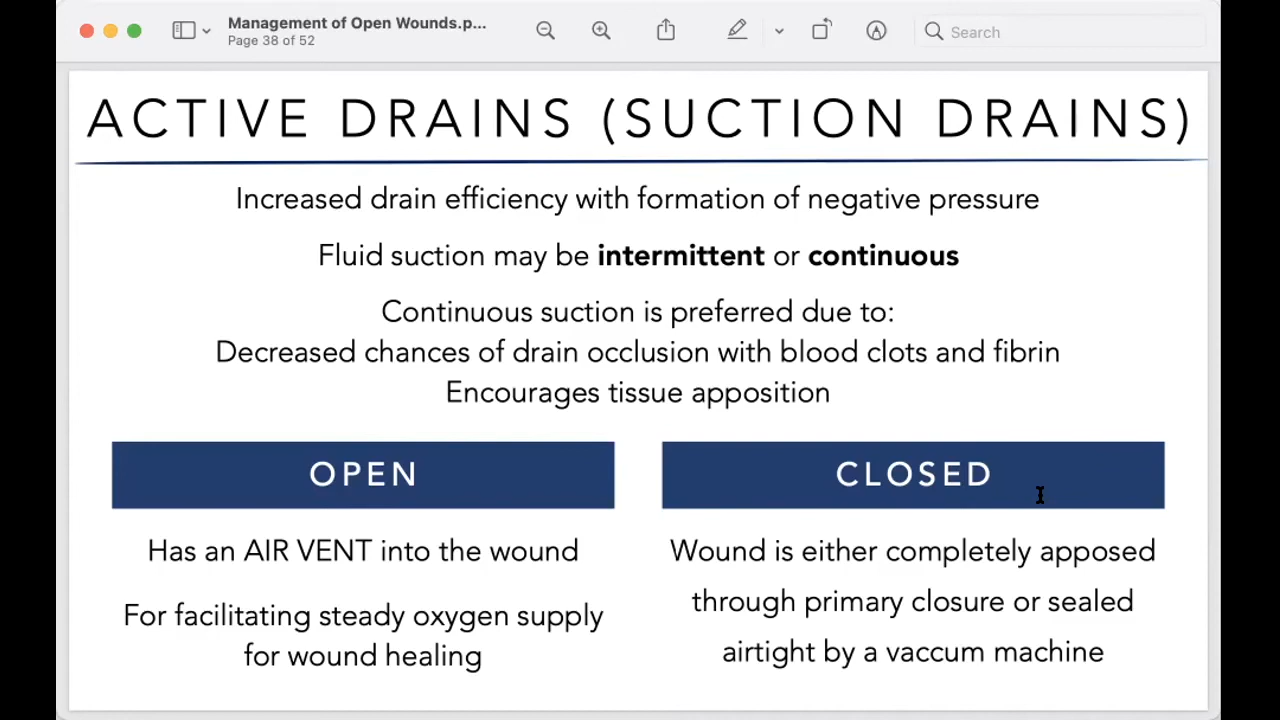 Management of Open Wounds.p...
Page 38 of 52
Search
ACTIVE DRAINS (SUCTION DRAINS)
Increased drain efficiency with formation of negative pressure
Fluid suction may be intermittent or continuous
Continuous suction is preferred due to:
Decreased chances of drain occlusion with blood clots and fibrin
Encourages tissue apposition
OPEN
Has an AIR VENT into the wound
For facilitating steady oxygen supply
for wound healing
CLOSED
Wound is either completely apposed
through primary closure or sealed
airtight by a vaccum machine